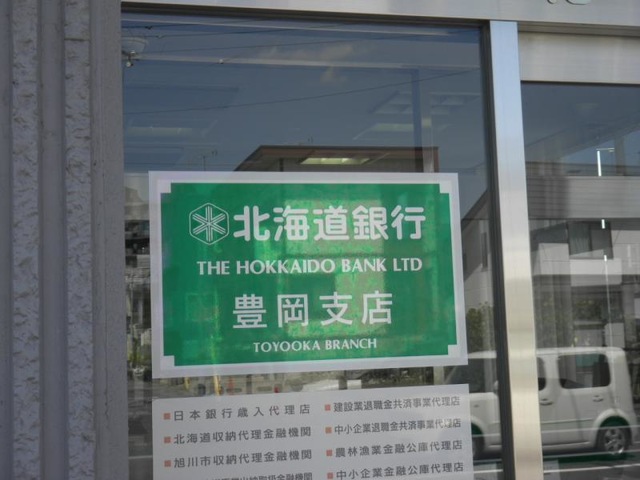 北海道銀行
THE HOKKAIDO BANK LTD
豊岡支店
TOYOOKA BRANCH
■日本銀行歳入代理店
■北海道収納代理金融機関
■旭川市収納代理金融機関
■建設業退職金共済事業代理店
■中小企業退職金共済事業代理店
■農林漁業金融公庫代理店
■中小企業金融公庫代理店